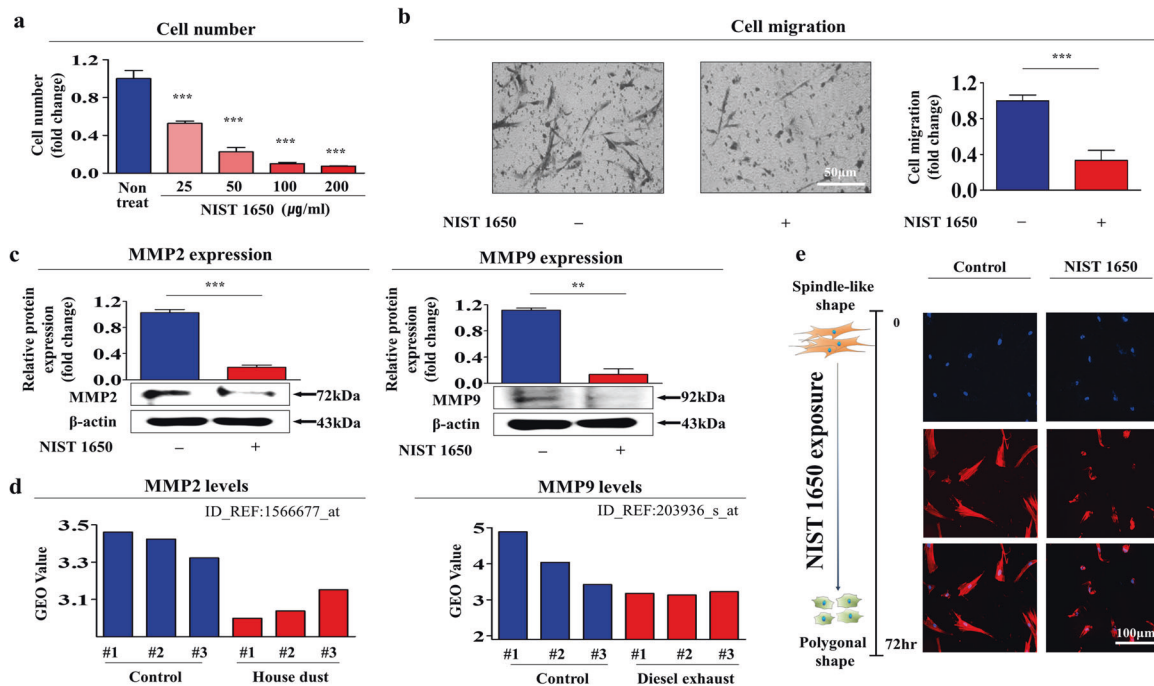 a
Cell number
Cell number
(fold change)
1.2
0.8
0.4
0.0
***
***
***
***
Non
treat
25 50 100 200
NIST 1650 (μg/ml)
b
Cell migration
50μm
NIST 1650 − +
***
Cell migration
(fold change)
1.2
0.8
0.4
0.0
NIST 1650 − +
c
MMP2 expression
***
Relative protein
expression
(fold change)
1.2
0.8
0.4
0.0
MMP2 72kDa
β-actin 43kDa
NIST 1650 − +
MMP9 expression
**
Relative protein
expression
(fold change)
1.2
0.8
0.4
0.0
MMP9 92kDa
β-actin 43kDa
NIST 1650 − +
d
MMP2 levels
ID_REF:1566677_at
GEO Value
3.5
3.3
3.1
#1 #2 #3 #1 #2 #3
Control House dust
MMP9 levels
ID_REF:203936_s_at
GEO Value
5
4
3
2
#1 #2 #3 #1 #2 #3
Control Diesel exhaust
e
Control NIST 1650
Spindle-like
shape
0
NIST 1650 exposure
Polygonal
shape
72hr
100μm